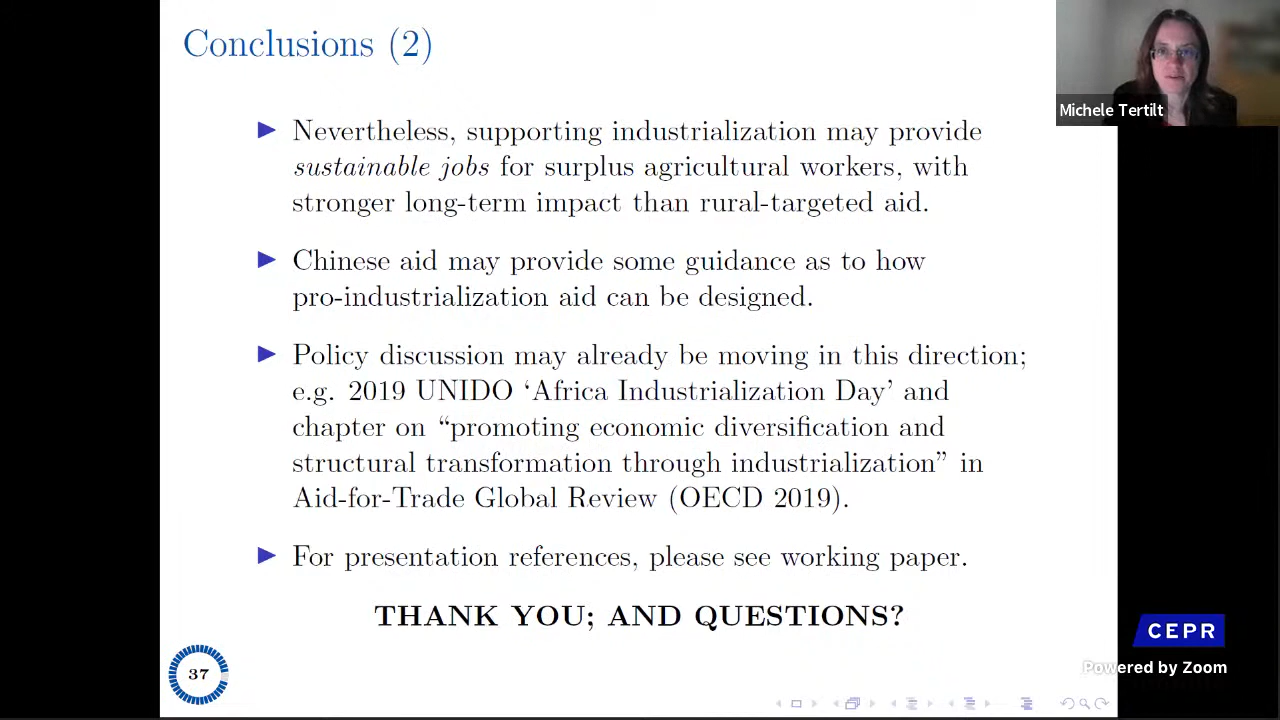 Conclusions (2)
Michele Tertilt
Nevertheless, supporting industrialization may provide
sustainable jobs for surplus agricultural workers, with
stronger long-term impact than rural-targeted aid.
Chinese aid may provide some guidance as to how
pro-industrialization aid can be designed.
Policy discussion may already be moving in this direction;
e.g. 2019 UNIDO ‘Africa Industrialization Day’ and
chapter on “promoting economic diversification and
structural transformation through industrialization” in
Aid-for-Trade Global Review (OECD 2019).
For presentation references, please see working paper.
THANK YOU; AND QUESTIONS?
CEPR
Powered by Zoom
37